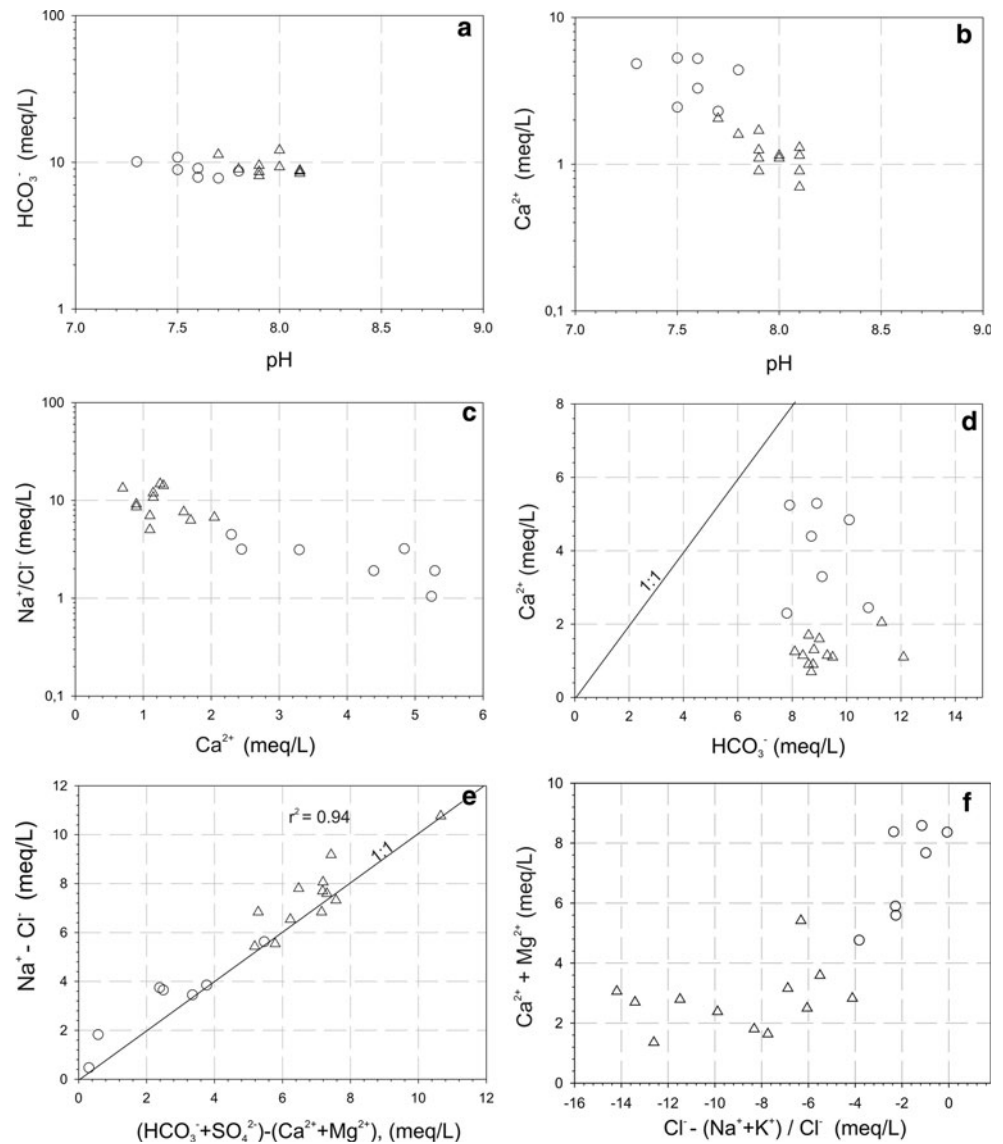 a
100
10
1
HCO₃⁻ (meq/L)
7.0 7.5 8.0 8.5 9.0
pH
b
10
1
0,1
Ca²⁺ (meq/L)
7.0 7.5 8.0 8.5 9.0
pH
c
100
10
1
0,1
Na⁺/Cl⁻ (meq/L)
0 1 2 3 4 5 6
Ca²⁺ (meq/L)
d
8
6
4
2
0
Ca²⁺ (meq/L)
1:1
0 2 4 6 8 10 12 14
HCO₃⁻ (meq/L)
e
12
10
8
6
4
2
0
Na⁺ - Cl⁻ (meq/L)
r² = 0.94
1:1
0 2 4 6 8 10 12
(HCO₃⁻+SO₄²⁻)-(Ca²⁺+Mg²⁺), (meq/L)
f
10
8
6
4
2
0
Ca²⁺ + Mg²⁺ (meq/L)
-16 -14 -12 -10 -8 -6 -4 -2 0
Cl⁻- (Na⁺+K⁺) / Cl⁻ (meq/L)